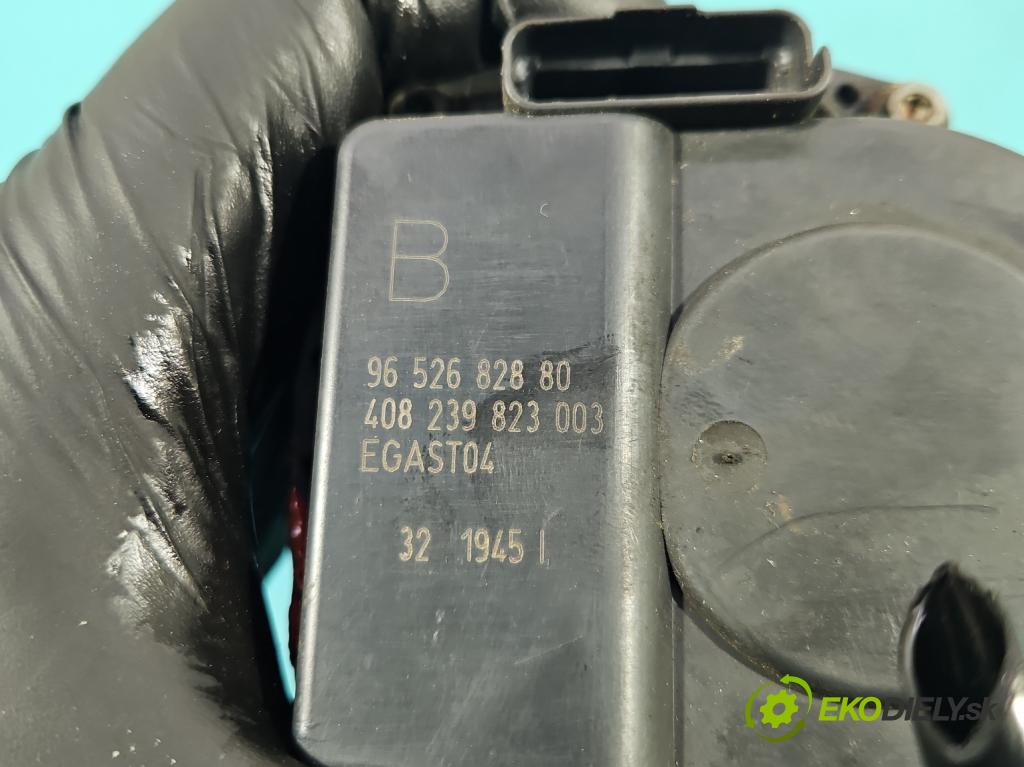 B
96 526 828 80
408 239 823 003
EGAST04
32 1945 I
EKODIELY.sk